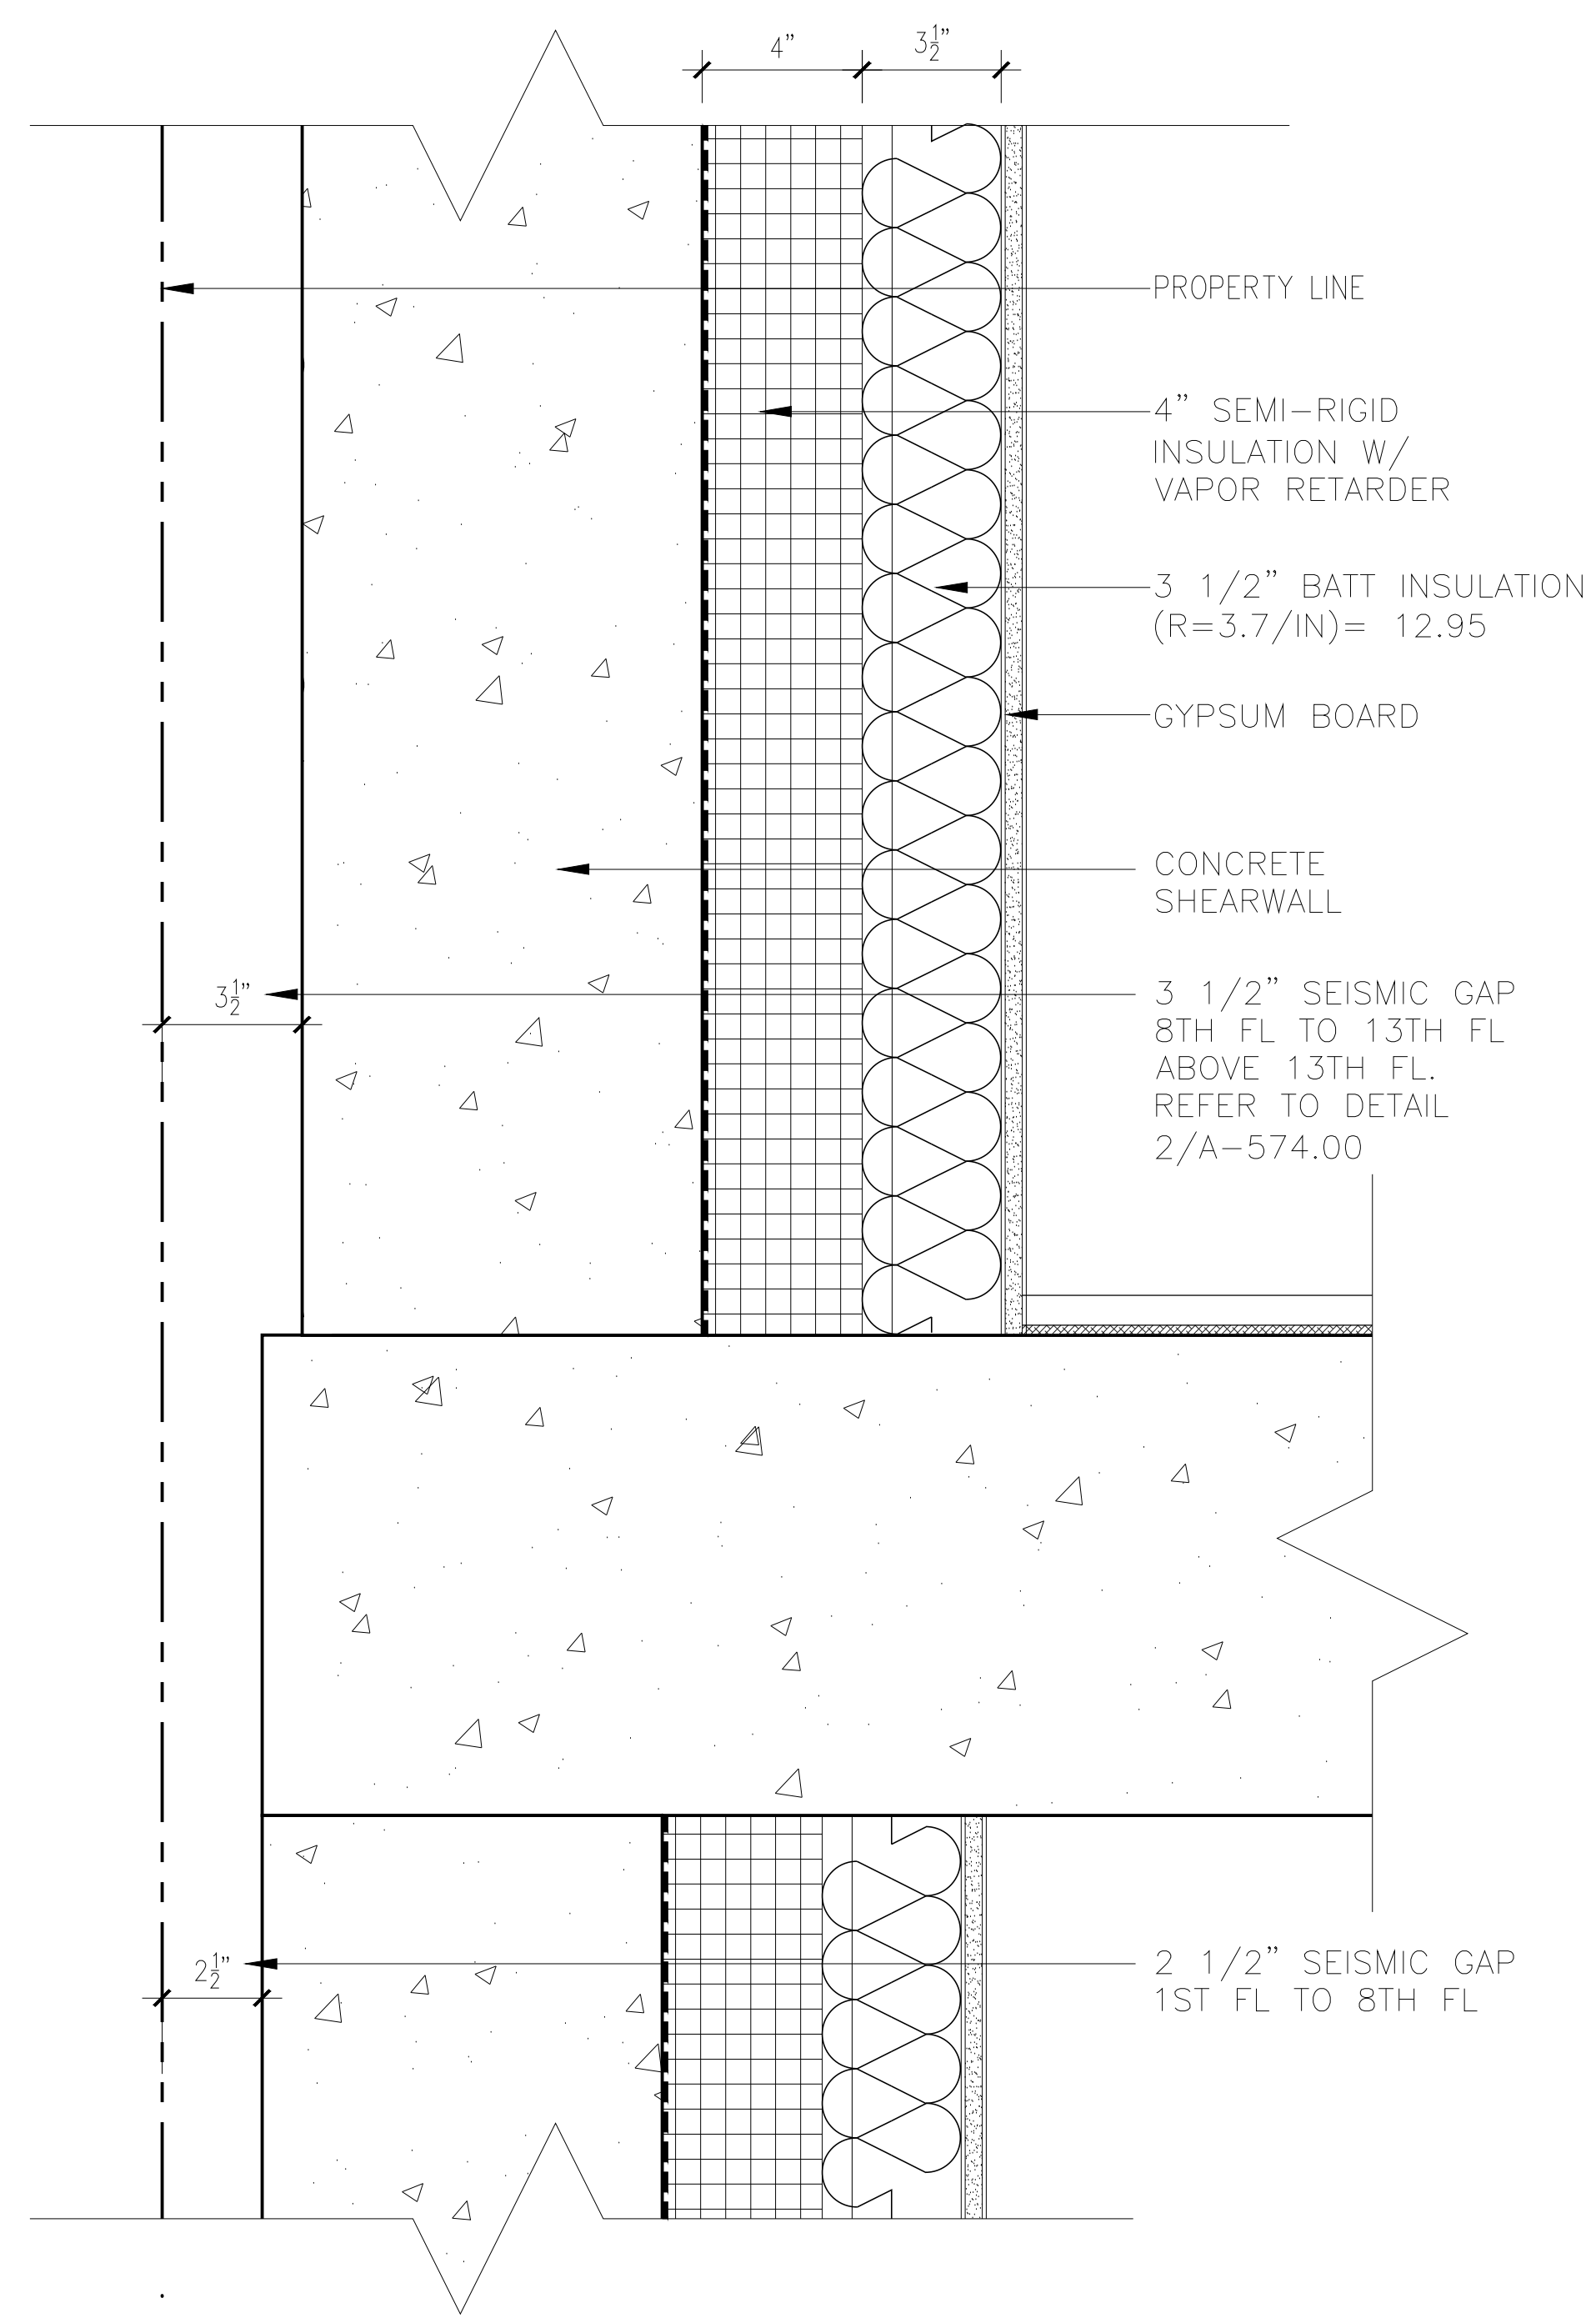 4" 3½"
PROPERTY LINE
4" SEMI-RIGID
INSULATION W/
VAPOR RETARDER
3 1/2" BATT INSULATION
(R=3.7/IN)= 12.95
GYPSUM BOARD
CONCRETE
SHEARWALL
3½"
3 1/2" SEISMIC GAP
8TH FL TO 13TH FL
ABOVE 13TH FL.
REFER TO DETAIL
2/A-574.00
2½"
2 1/2" SEISMIC GAP
1ST FL TO 8TH FL